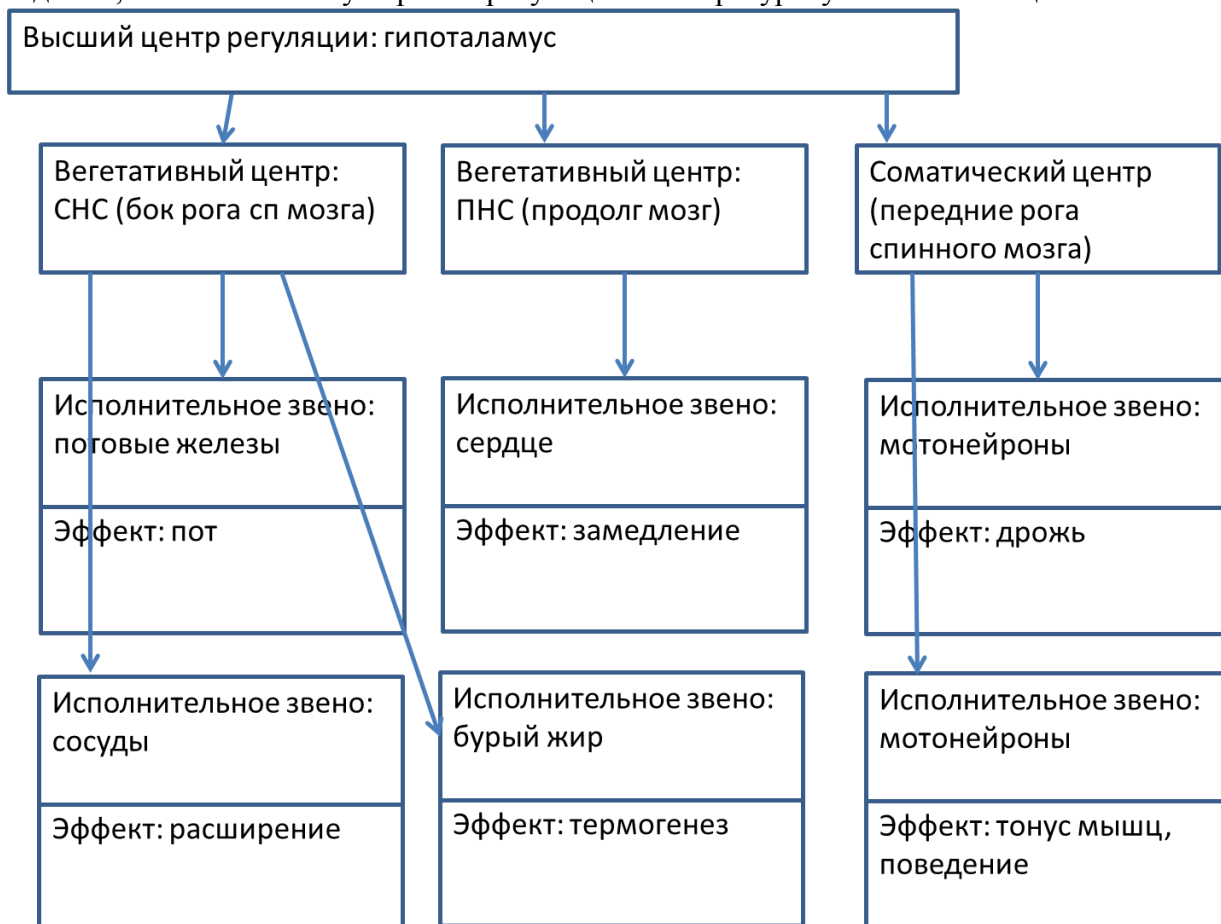 Высший центр регуляции: гипоталамус
Вегетативный центр:
СНС (бок рога сп мозга)
Вегетативный центр:
ПНС (продолг мозг)
Соматический центр
(передние рога
спинного мозга)
Исполнительное звено:
потовые железы
Эффект: пот
Исполнительное звено:
сердце
Эффект: замедление
Исполнительное звено:
мотонейроны
Эффект: дрожь
Исполнительное звено:
сосуды
Эффект: расширение
Исполнительное звено:
бурый жир
Эффект: термогенез
Исполнительное звено:
мотонейроны
Эффект: тонус мышц,
поведение